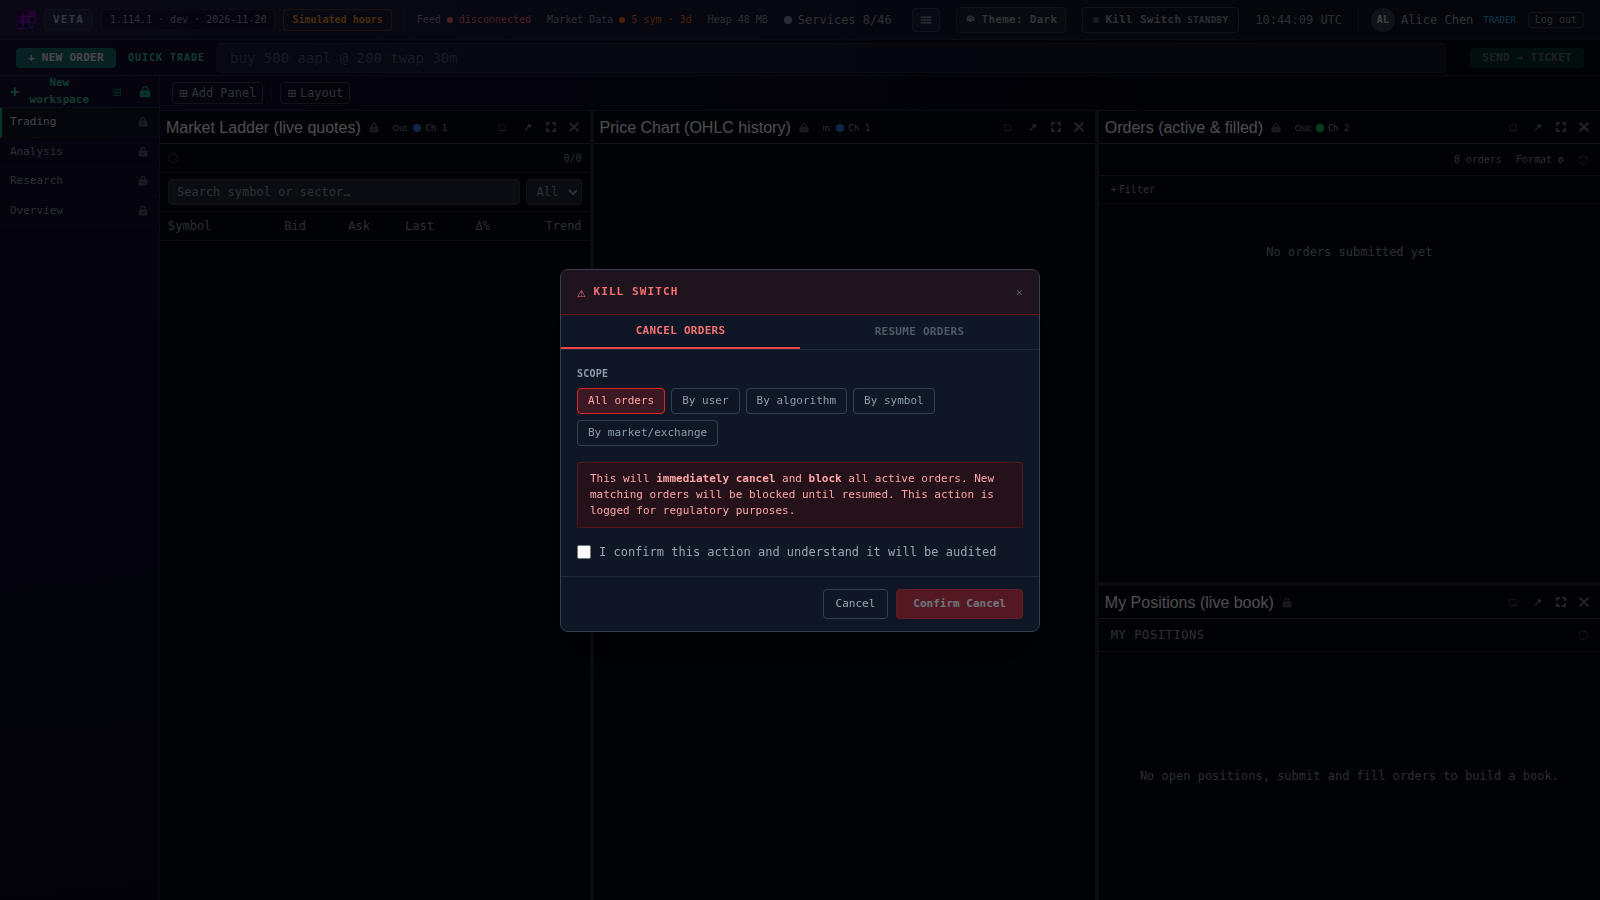 VETA
1.114.1 · dev · 2026-11-20
Simulated hours
Feed disconnected
Market Data 5 sym · 3d
Heap 48 MB
Services 8/46
Theme: Dark
Kill Switch STANDBY
10:44:09 UTC
AL Alice Chen TRADER
Log out
+ NEW ORDER
QUICK TRADE
buy 500 aapl @ 200 twap 30m
SEND → TICKET
+ New workspace
Add Panel
Layout
Trading
Analysis
Research
Overview
Market Ladder (live quotes)
Out: Ch 1
0/0
Search symbol or sector…
All
Symbol Bid Ask Last Δ% Trend
Price Chart (OHLC history)
In: Ch 1
Orders (active & filled)
Out: Ch 2
0 orders
Format
+Filter
No orders submitted yet
⚠ KILL SWITCH
×
CANCEL ORDERS
RESUME ORDERS
SCOPE
All orders
By user
By algorithm
By symbol
By market/exchange
This will immediately cancel and block all active orders. New
matching orders will be blocked until resumed. This action is
logged for regulatory purposes.
I confirm this action and understand it will be audited
Cancel
Confirm Cancel
My Positions (live book)
MY POSITIONS
No open positions, submit and fill orders to build a book.